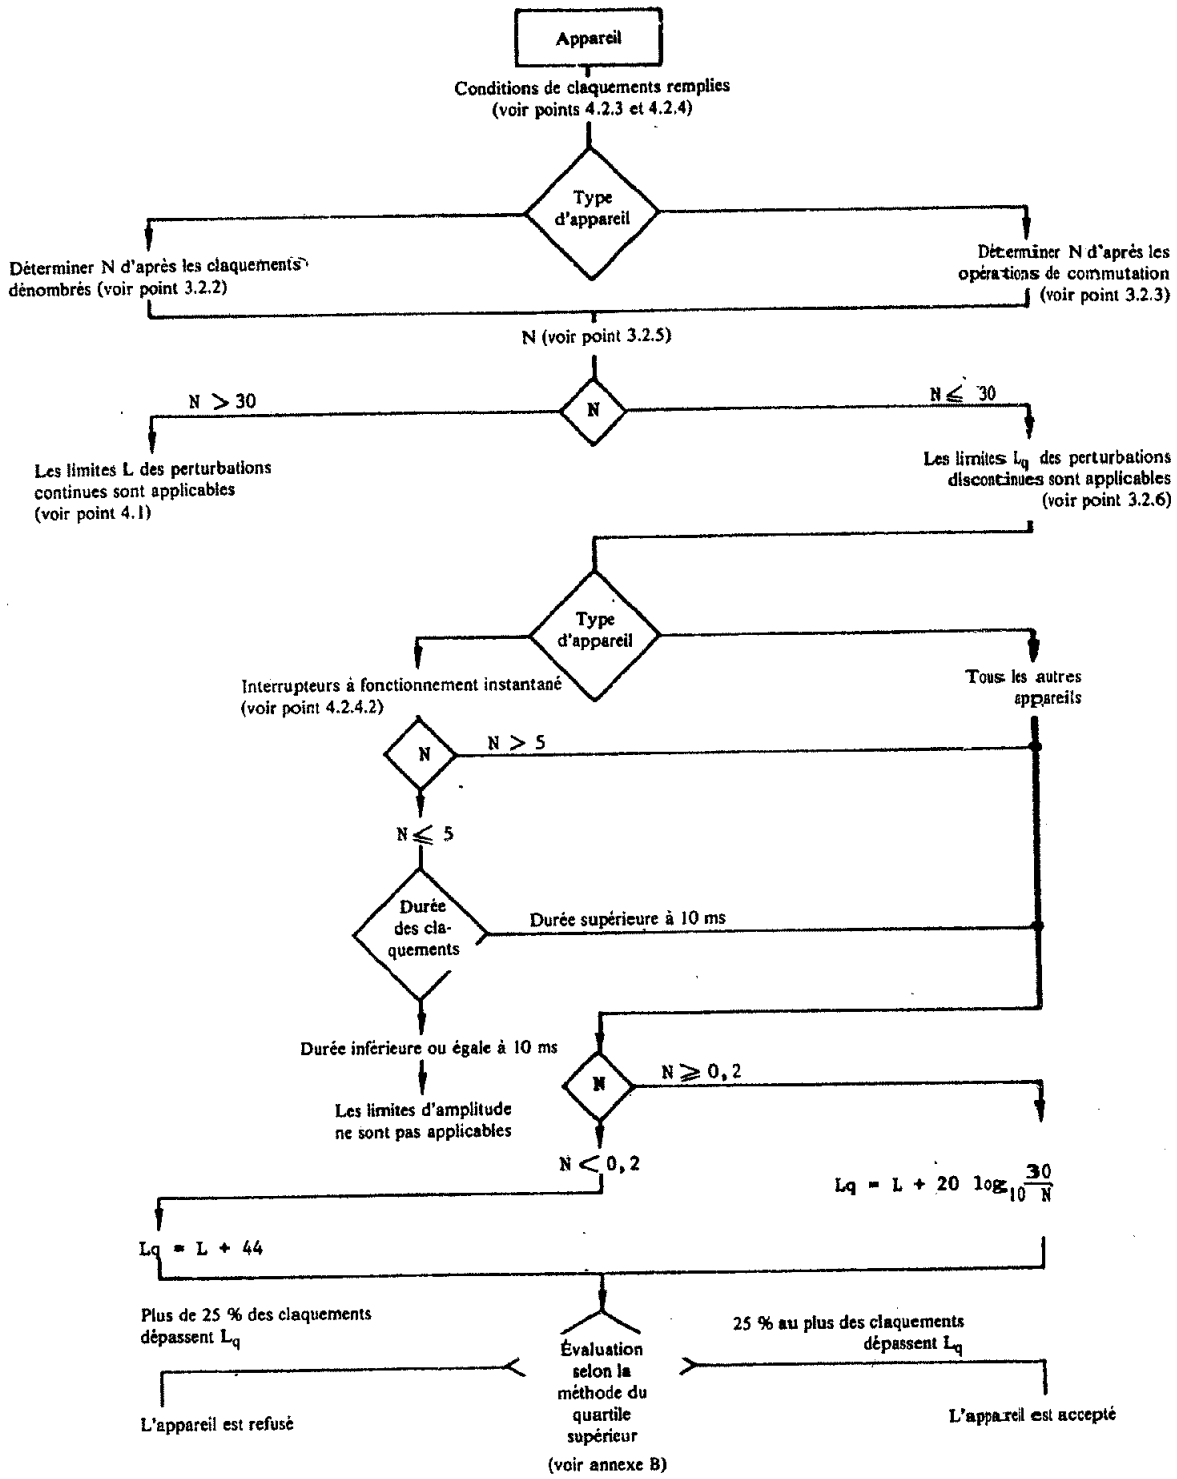 Appareil
Conditions de claquements remplies
(voir points 4.2.3 et 4.2.4)
Type
d'appareil
Déterminer N d'après les claquements
dénombrés (voir point 3.2.2)
Déterminer N d'après les
opérations de commutation
(voir point 3.2.3)
N (voir point 3.2.5)
N > 30
N
N ⩽ 30
Les limites L des perturbations
continues sont applicables
(voir point 4.1)
Les limites Lq des perturbations
discontinues sont applicables
(voir point 3.2.6)
Type
d'appareil
Interrupteurs à fonctionnement instantané
(voir point 4.2.4.2)
Tous les autres
appareils
N
N > 5
N ⩽ 5
Durée
des cla-
quements
Durée supérieure à 10 ms
Durée inférieure ou égale à 10 ms
Les limites d'amplitude
ne sont pas applicables
N
N ⩾ 0,2
N < 0,2
Lq = L + 20 log10 30/N
Lq = L + 44
Plus de 25 % des claquements
dépassent Lq
25 % au plus des claquements
dépassent Lq
Évaluation
selon la
méthode du
quartile
supérieur
(voir annexe B)
L'appareil est refusé
L'appareil est accepté